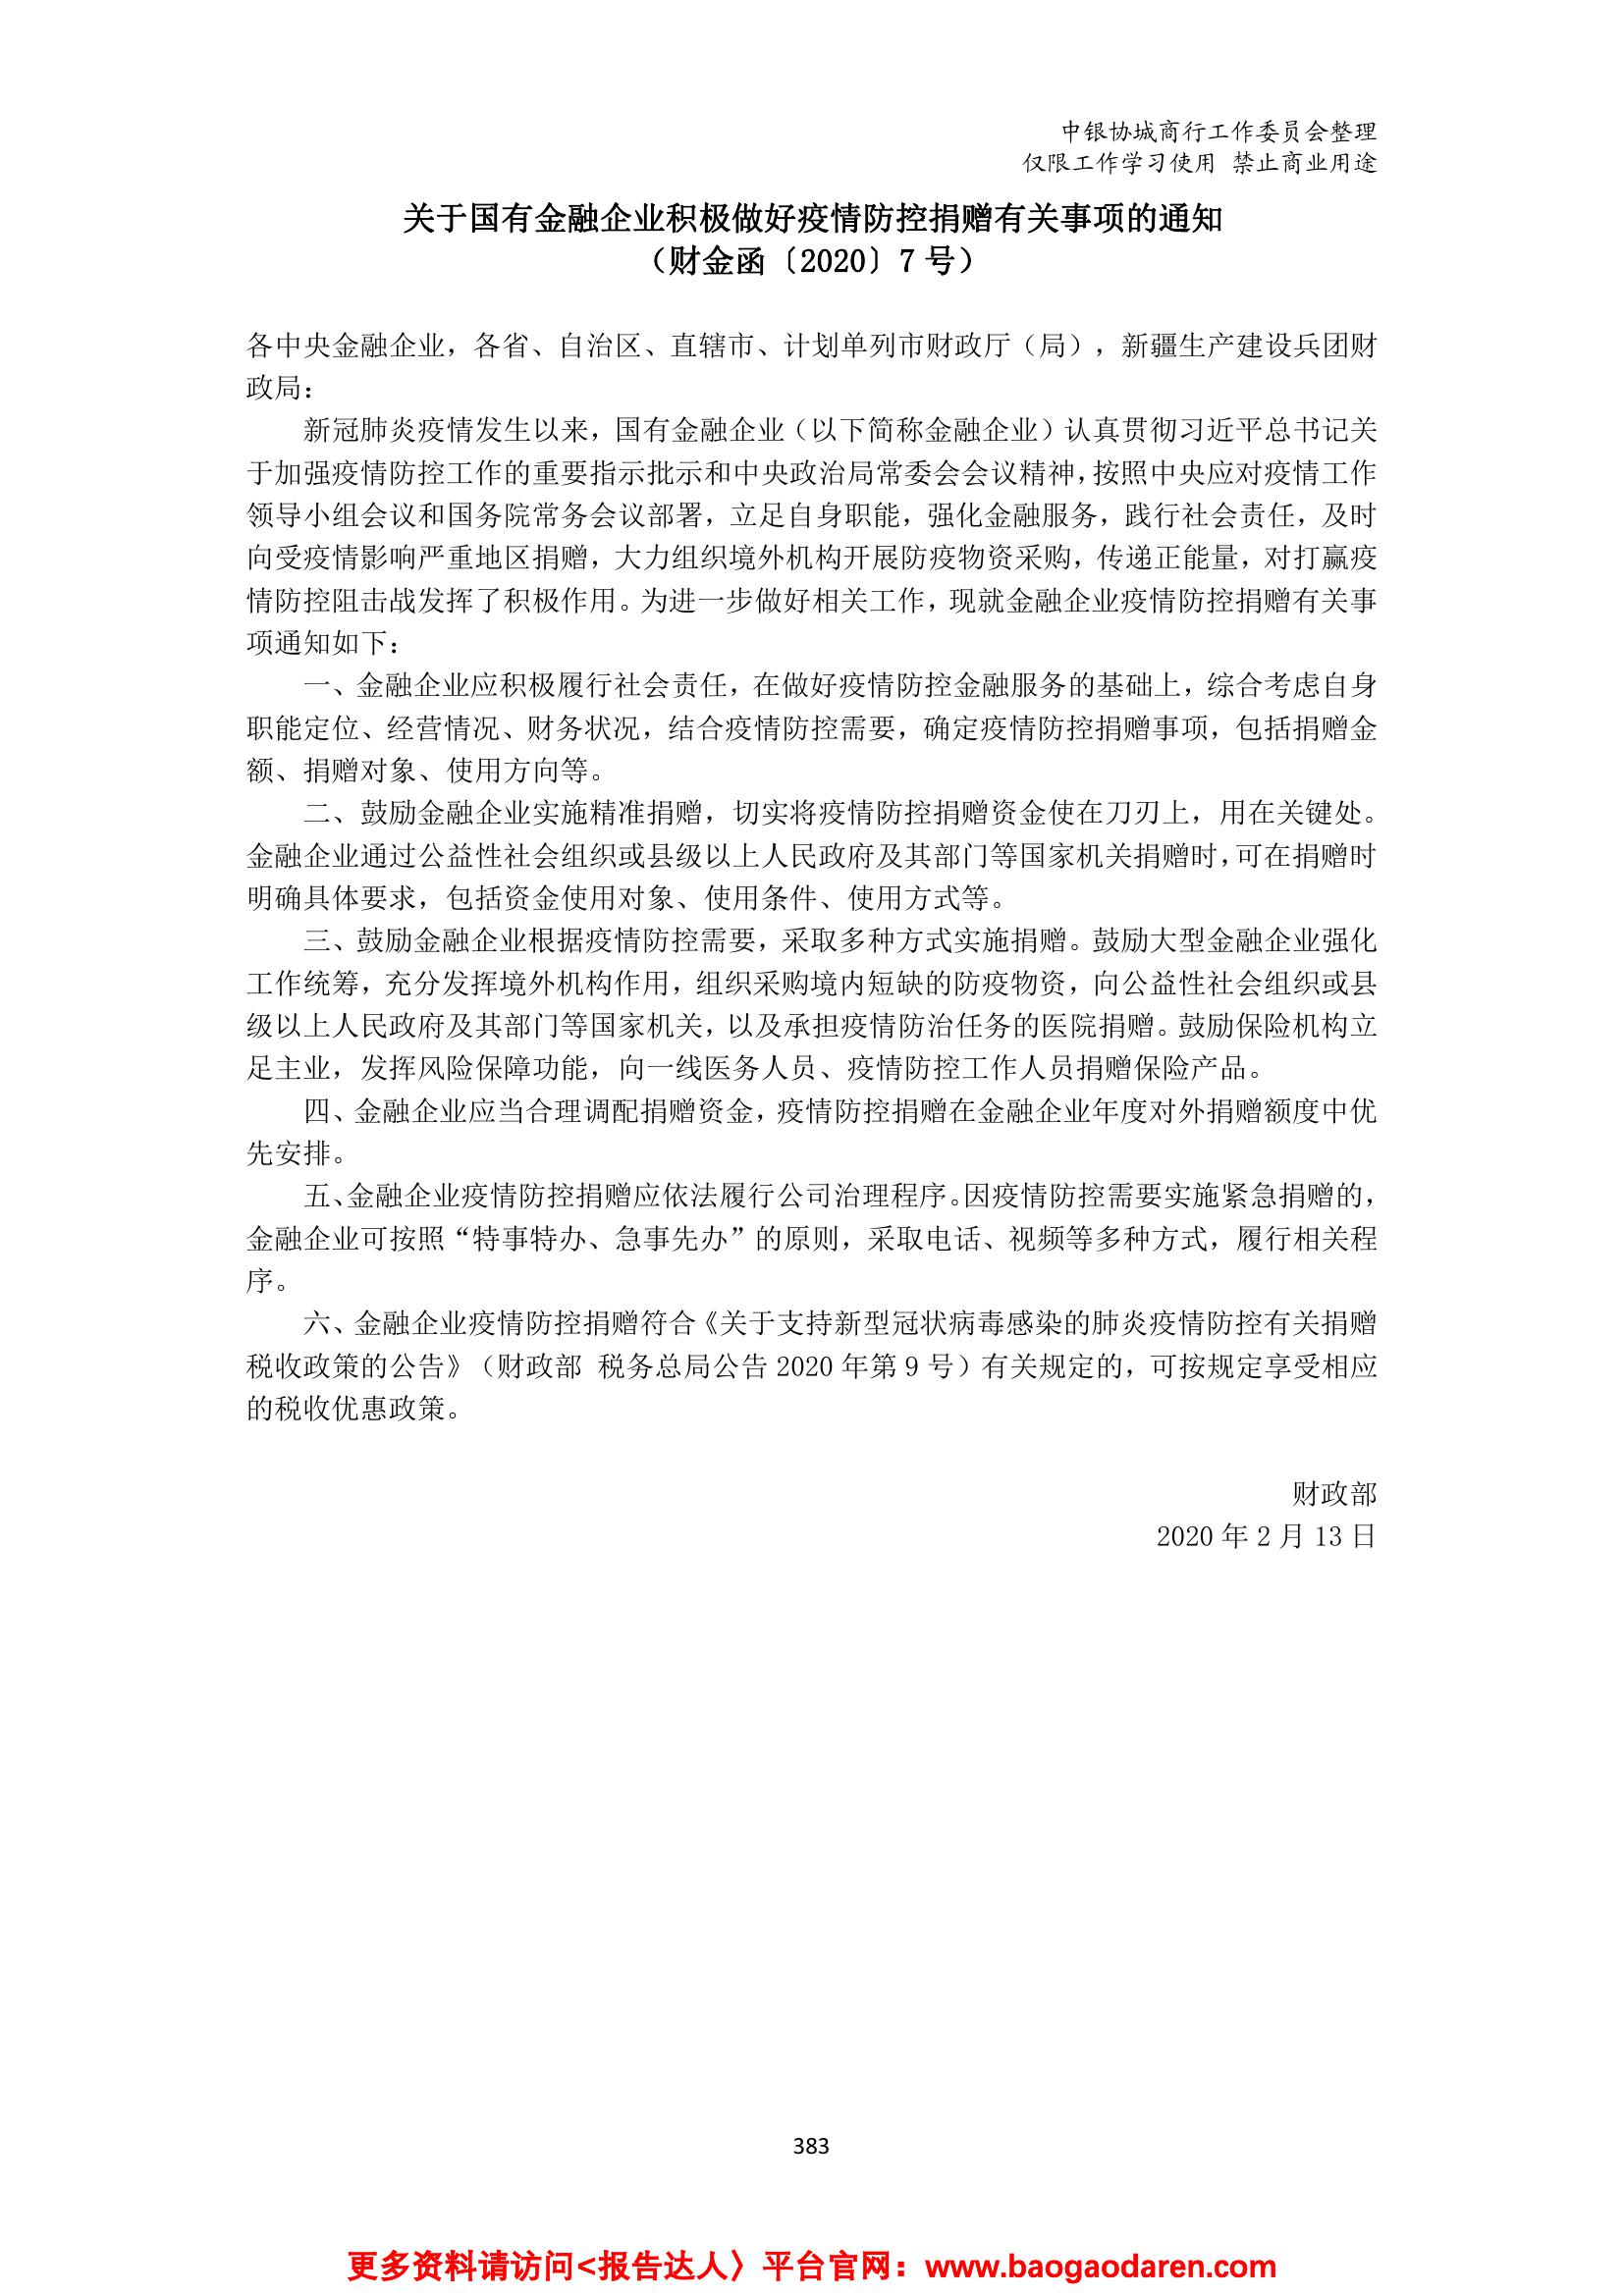 中银协城商行工作委员会整理
仅限工作学习使用 禁止商业用途
关于国有金融企业积极做好疫情防控捐赠有关事项的通知
（财金函〔2020〕7 号）
各中央金融企业，各省、自治区、直辖市、计划单列市财政厅（局），新疆生产建设兵团财
政局：
新冠肺炎疫情发生以来，国有金融企业（以下简称金融企业）认真贯彻习近平总书记关
于加强疫情防控工作的重要指示批示和中央政治局常委会会议精神，按照中央应对疫情工作
领导小组会议和国务院常务会议部署，立足自身职能，强化金融服务，践行社会责任，及时
向受疫情影响严重地区捐赠，大力组织境外机构开展防疫物资采购，传递正能量，对打赢疫
情防控阻击战发挥了积极作用。为进一步做好相关工作，现就金融企业疫情防控捐赠有关事
项通知如下：
一、金融企业应积极履行社会责任，在做好疫情防控金融服务的基础上，综合考虑自身
职能定位、经营情况、财务状况，结合疫情防控需要，确定疫情防控捐赠事项，包括捐赠金
额、捐赠对象、使用方向等。
二、鼓励金融企业实施精准捐赠，切实将疫情防控捐赠资金使在刀刃上，用在关键处。
金融企业通过公益性社会组织或县级以上人民政府及其部门等国家机关捐赠时，可在捐赠时
明确具体要求，包括资金使用对象、使用条件、使用方式等。
三、鼓励金融企业根据疫情防控需要，采取多种方式实施捐赠。鼓励大型金融企业强化
工作统筹，充分发挥境外机构作用，组织采购境内短缺的防疫物资，向公益性社会组织或县
级以上人民政府及其部门等国家机关，以及承担疫情防治任务的医院捐赠。鼓励保险机构立
足主业，发挥风险保障功能，向一线医务人员、疫情防控工作人员捐赠保险产品。
四、金融企业应当合理调配捐赠资金，疫情防控捐赠在金融企业年度对外捐赠额度中优
先安排。
五、金融企业疫情防控捐赠应依法履行公司治理程序。因疫情防控需要实施紧急捐赠的，
金融企业可按照“特事特办、急事先办”的原则，采取电话、视频等多种方式，履行相关程
序。
六、金融企业疫情防控捐赠符合《关于支持新型冠状病毒感染的肺炎疫情防控有关捐赠
税收政策的公告》（财政部 税务总局公告 2020 年第 9 号）有关规定的，可按规定享受相应
的税收优惠政策。
财政部
2020 年 2 月 13 日
383
更多资料请访问<报告达人〉平台官网：www.baogaodaren.com